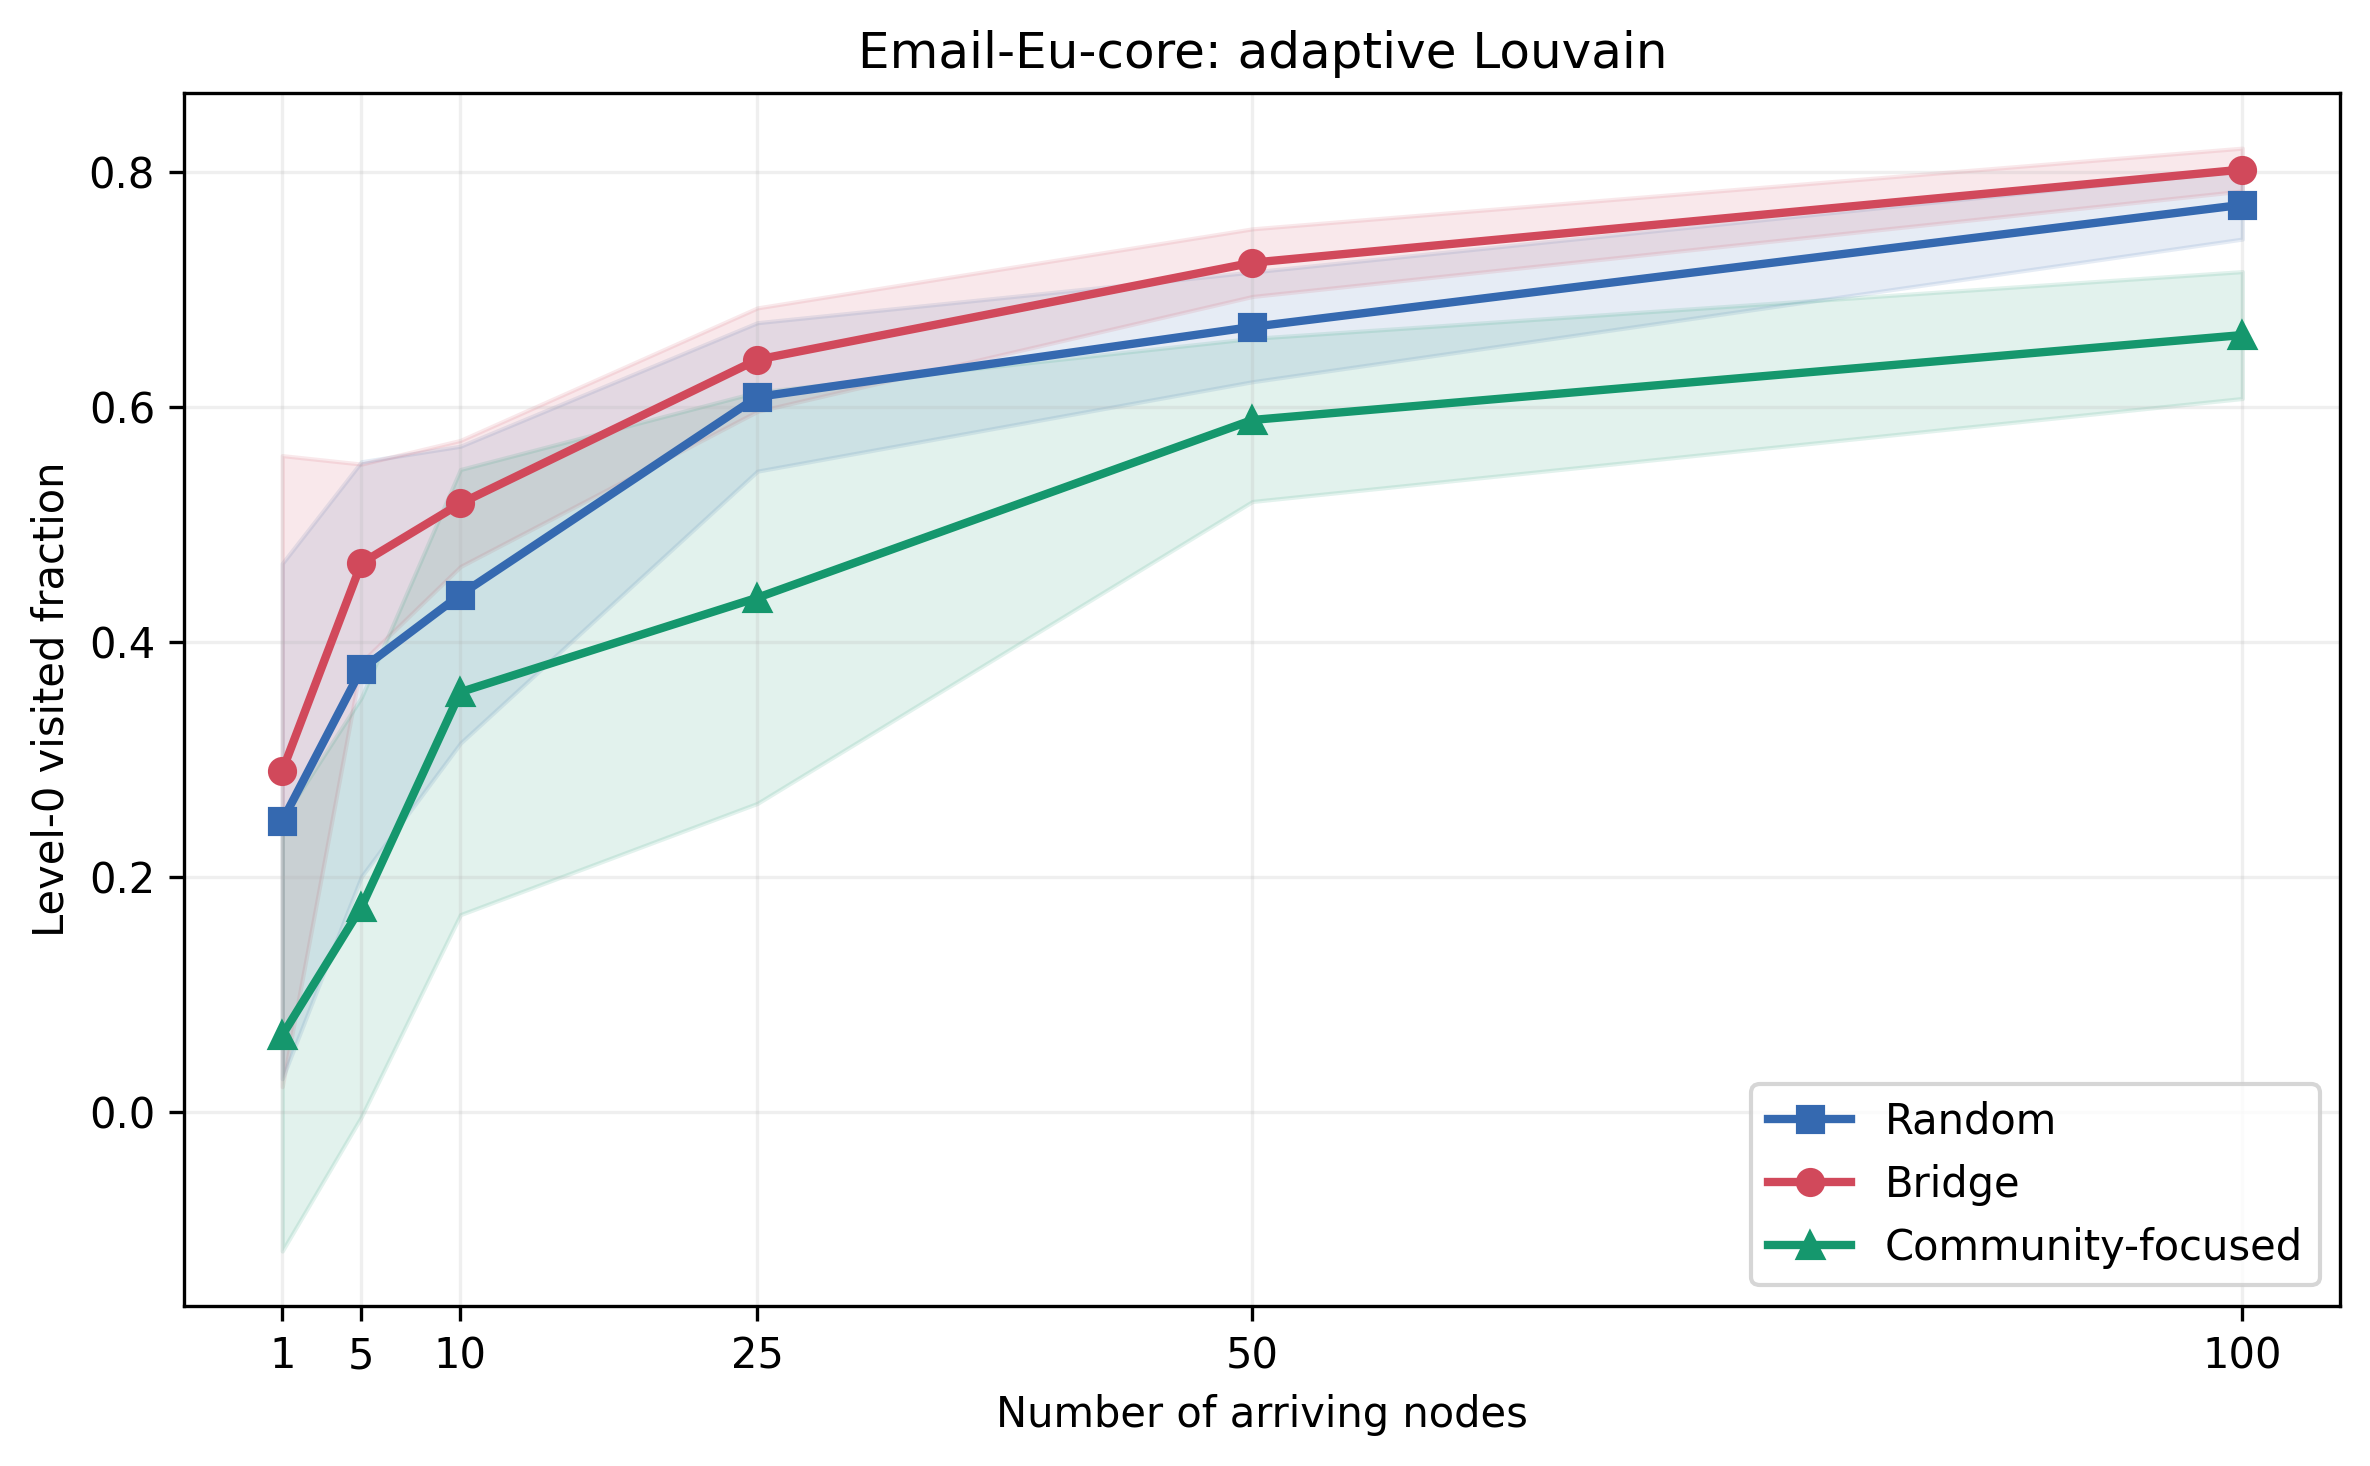 Email-Eu-core: adaptive Louvain
Level-0 visited fraction
0.8
0.6
0.4
0.2
0.0
Random
Bridge
Community-focused
1 5 10 25 50 100
Number of arriving nodes